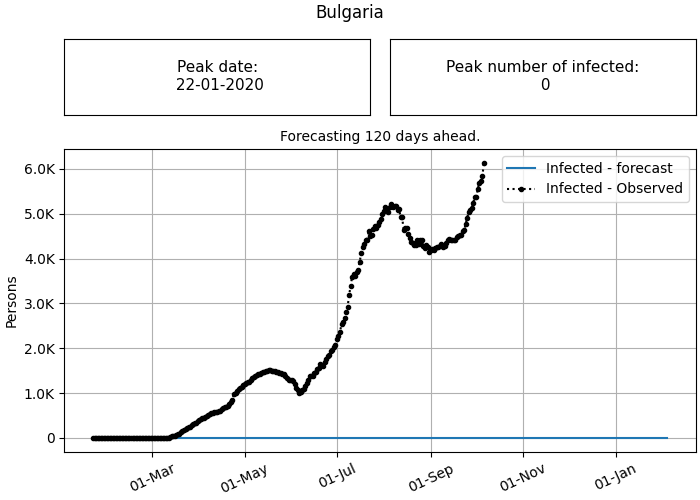 Bulgaria
Peak date:
22-01-2020
Peak number of infected:
0
Forecasting 120 days ahead.
Infected - forecast
Infected - Observed
6.0K
5.0K
4.0K
3.0K
2.0K
1.0K
0
Persons
01-Mar
01-May
01-Jul
01-Sep
01-Nov
01-Jan